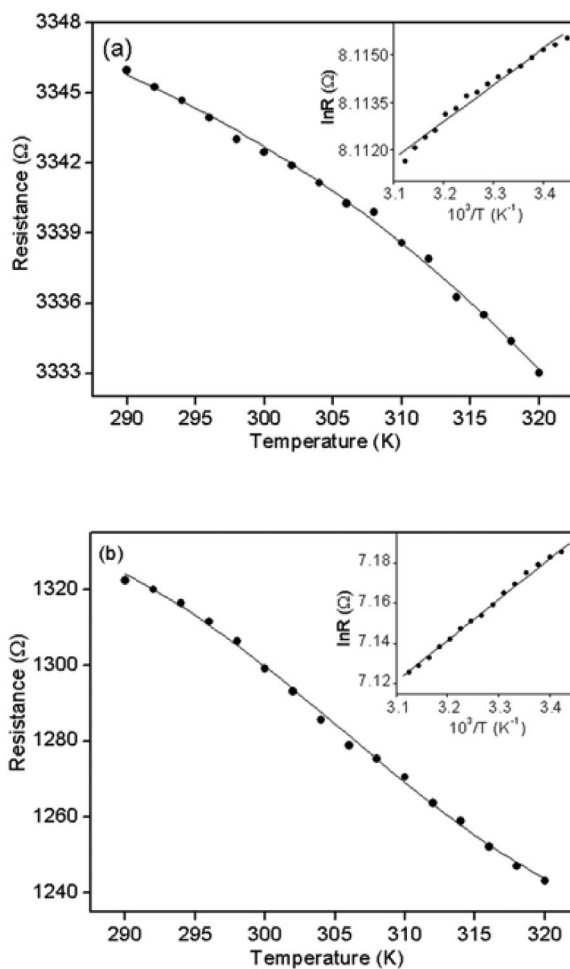 (a)
3348
3345
3342
3339
3336
3333
Resistance (Ω)
290 295 300 305 310 315 320
Temperature (K)
8.1150
8.1135
8.1120
lnR (Ω)
3.1 3.2 3.3 3.4
10³/T (K⁻¹)
(b)
1320
1300
1280
1260
1240
Resistance (Ω)
290 295 300 305 310 315 320
Temperature (K)
7.18
7.16
7.14
7.12
lnR (Ω)
3.1 3.2 3.3 3.4
10³/T (K⁻¹)